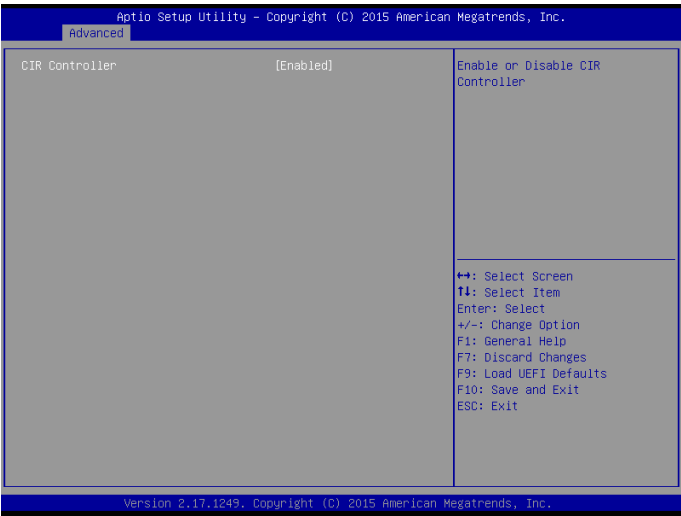 Aptio Setup Utility – Copyright (C) 2015 American Megatrends, Inc.
Advanced
CIR Controller [Enabled]
Enable or Disable CIR
Controller
↔: Select Screen
↑↓: Select Item
Enter: Select
+/-: Change Option
F1: General Help
F7: Discard Changes
F9: Load UEFI Defaults
F10: Save and Exit
ESC: Exit
Version 2.17.1249. Copyright (C) 2015 American Megatrends, Inc.